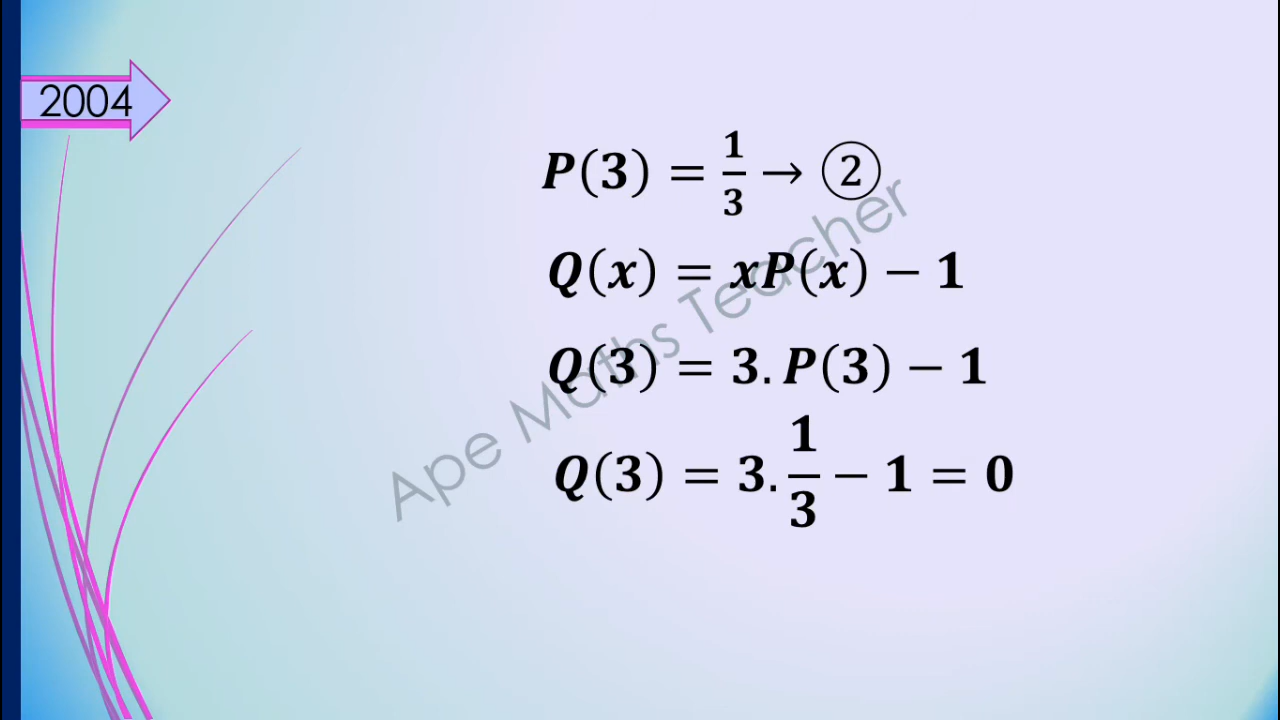 2004
P(3) = 1/3 → ②
Q(x) = xP(x) − 1
Q(3) = 3.P(3) − 1
Q(3) = 3.1/3 − 1 = 0
Ape Maths Teacher